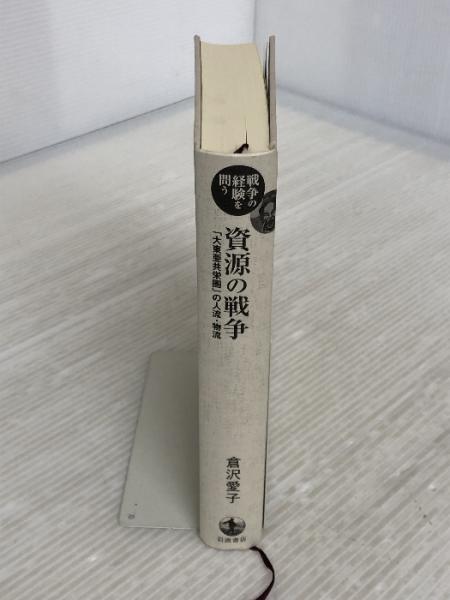 戦争の
経験を
問う
資源の戦争
「大東亜共栄圏」の人流・物流
倉沢愛子
岩波書店